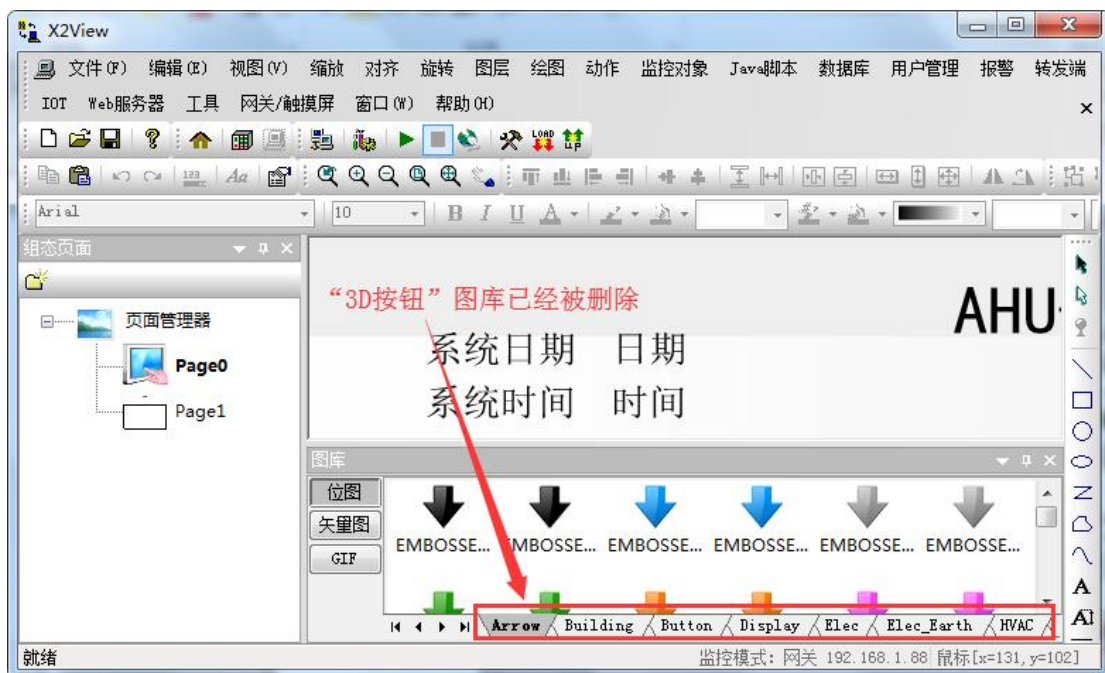 X2View
文件(F) 编辑(E) 视图(V) 缩放 对齐 旋转 图层 绘图 动作 监控对象 Java脚本 数据库 用户管理 报警 转发端
IOT Web服务器 工具 网关/触摸屏 窗口(W) 帮助(H)
LOAD
UP
123
Aa
Arial 10 B I U A
组态页面
“3D按钮”图库已经被删除
AHU
页面管理器
系统日期 日期
Page0
系统时间 时间
Page1
图库
位图
矢量图
EMBOSSE... EMBOSSE... EMBOSSE... EMBOSSE... EMBOSSE... EMBOSSE...
GIF
A
Arrow Building Button Display Elec Elec_Earth HVAC
就绪 监控模式: 网关 192.168.1.88 鼠标[x=131, y=102]